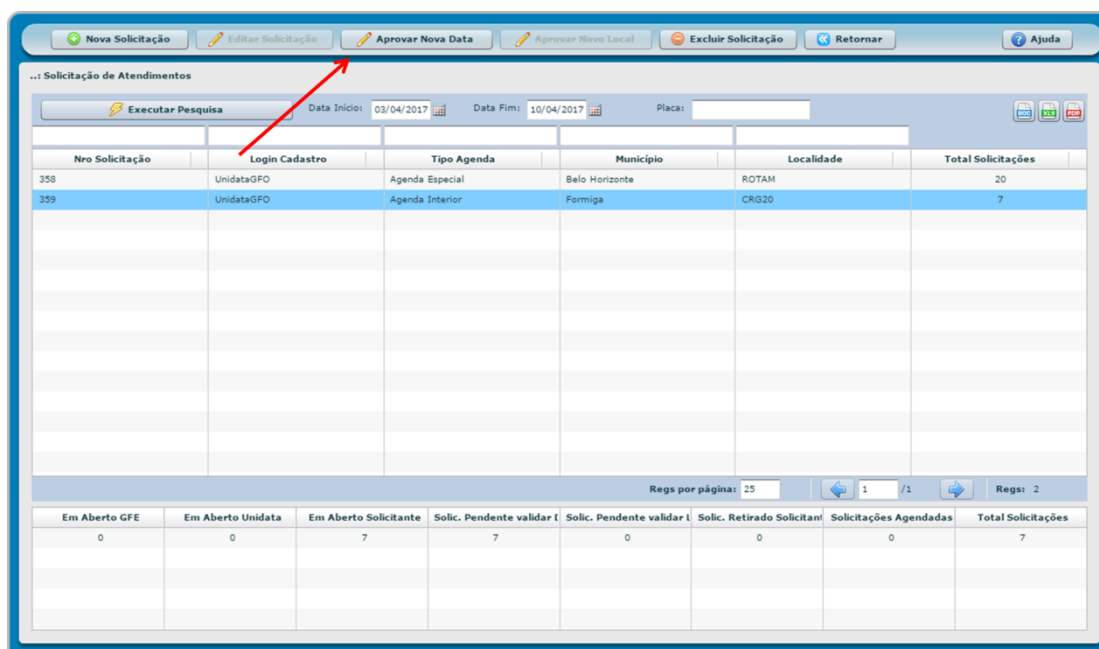 Nova Solicitação Editar Solicitação Aprovar Nova Data Aprovar Novo Local Excluir Solicitação Retornar Ajuda
..: Solicitação de Atendimentos
Executar Pesquisa Data Início: 03/04/2017 Data Fim: 10/04/2017 Placa: DOC XLS PDF
Nro Solicitação Login Cadastro Tipo Agenda Município Localidade Total Solicitações
358 UnidataGFO Agenda Especial Belo Horizonte ROTAM 20
359 UnidataGFO Agenda Interior Formiga CRG20 7
Regs por página: 25 1 /1 Regs: 2
Em Aberto GFE Em Aberto Unidata Em Aberto Solicitante Solic. Pendente validar D Solic. Pendente validar L Solic. Retirado Solicitant Solicitações Agendadas Total Solicitações
0 0 7 7 0 0 0 7